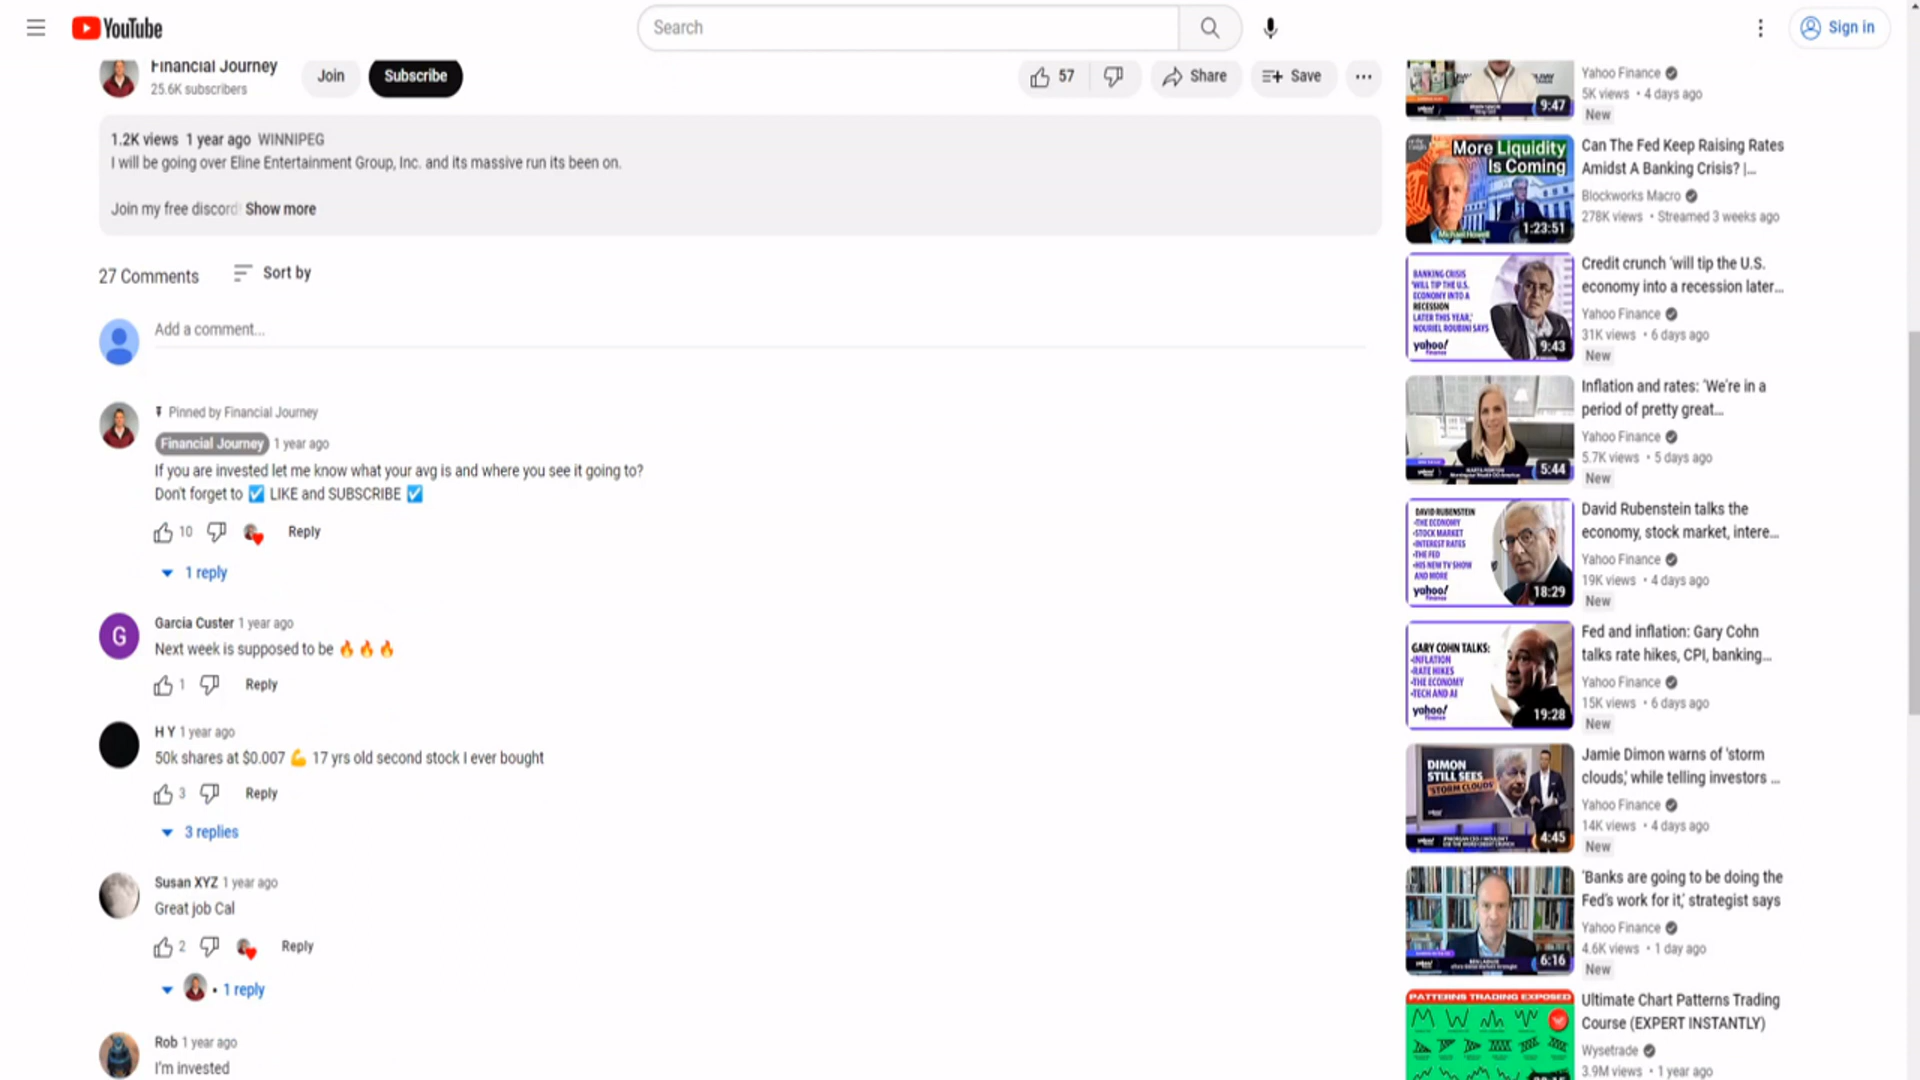 YouTube
Search
Sign in
Financial Journey
25.6K subscribers
Join
Subscribe
57
Share
Save
1.2K views 1 year ago WINNIPEG
I will be going over Eline Entertainment Group, Inc. and its massive run its been on.
Join my free discord! Show more
27 Comments
Sort by
Add a comment...
Pinned by Financial Journey
Financial Journey 1 year ago
If you are invested let me know what your avg is and where you see it going to?
Don't forget to ☑️ LIKE and SUBSCRIBE ☑️
10
Reply
1 reply
G
Garcia Custer 1 year ago
Next week is supposed to be 🔥 🔥 🔥
1
Reply
H Y 1 year ago
50k shares at $0.007 💪 17 yrs old second stock I ever bought
3
Reply
3 replies
Susan XYZ 1 year ago
Great job Cal
2
Reply
• 1 reply
Rob 1 year ago
I'm invested
9:47
Yahoo Finance
5K views • 4 days ago
New
More Liquidity
Is Coming
Michael Howell
1:23:51
Can The Fed Keep Raising Rates
Amidst A Banking Crisis? |...
Blockworks Macro
278K views • Streamed 3 weeks ago
BANKING CRISIS
'WILL TIP THE U.S.
ECONOMY INTO A
RECESSION
LATER THIS YEAR,'
NOURIEL ROUBINI SAYS
yahoo!
finance
9:43
Credit crunch 'will tip the U.S.
economy into a recession later...
Yahoo Finance
31K views • 6 days ago
New
5:44
Inflation and rates: 'We're in a
period of pretty great...
Yahoo Finance
5.7K views • 5 days ago
New
DAVID RUBENSTEIN
•THE ECONOMY
•STOCK MARKET
•INTEREST RATES
•THE FED
•HIS NEW TV SHOW
AND MORE
yahoo!
finance
18:29
David Rubenstein talks the
economy, stock market, intere...
Yahoo Finance
19K views • 4 days ago
New
GARY COHN TALKS:
•INFLATION
•RATE HIKES
•THE ECONOMY
•TECH AND AI
yahoo!
finance
19:28
Fed and inflation: Gary Cohn
talks rate hikes, CPI, banking...
Yahoo Finance
15K views • 6 days ago
New
DIMON
STILL SEES
'STORM CLOUDS'
4:45
Jamie Dimon warns of 'storm
clouds,' while telling investors ...
Yahoo Finance
14K views • 4 days ago
New
6:16
'Banks are going to be doing the
Fed's work for it,' strategist says
Yahoo Finance
4.6K views • 1 day ago
New
PATTERNS TRADING EXPOSED
Ultimate Chart Patterns Trading
Course (EXPERT INSTANTLY)
Wysetrade
3.9M views • 1 year ago